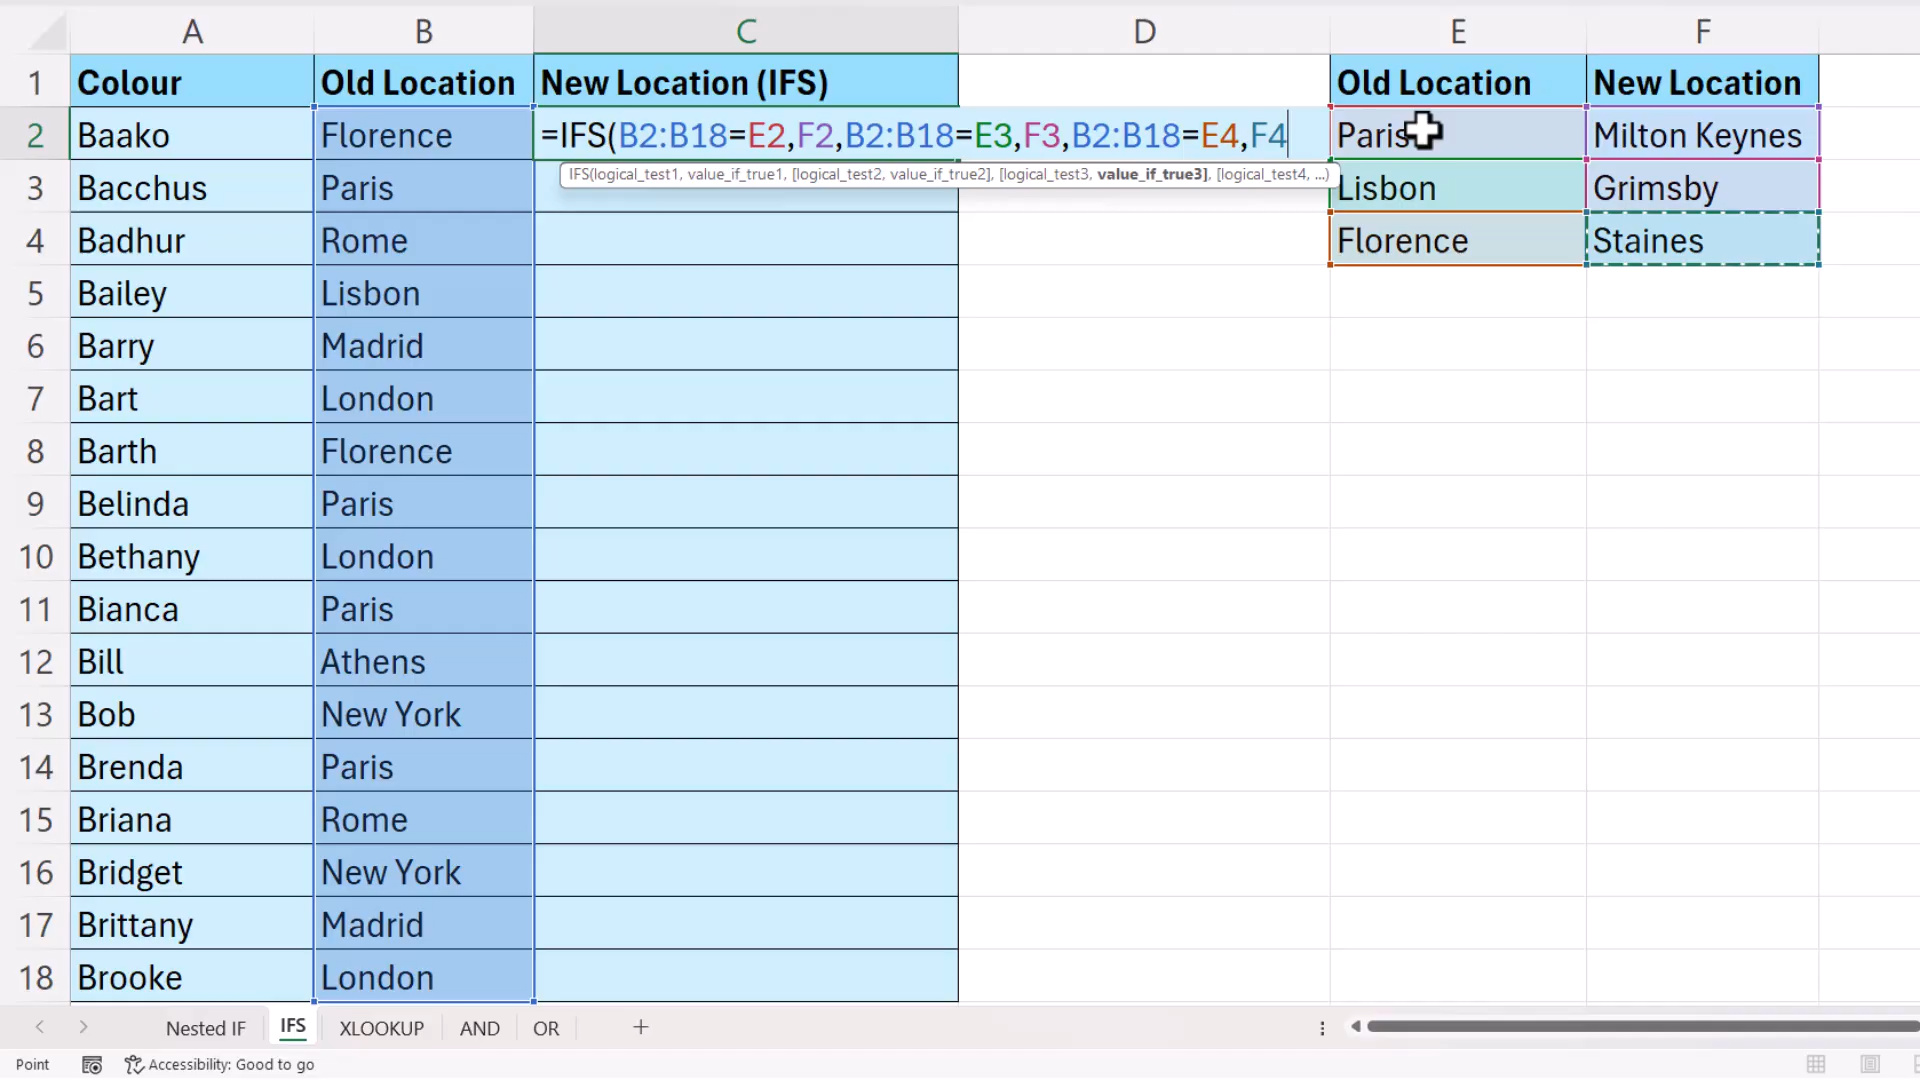 A B C D E F
1 Colour Old Location New Location (IFS) Old Location New Location
2 Baako Florence =IFS(B2:B18=E2,F2,B2:B18=E3,F3,B2:B18=E4,F4 Paris Milton Keynes
IFS(logical_test1, value_if_true1, [logical_test2, value_if_true2], [logical_test3, value_if_true3], [logical_test4, ...)
3 Bacchus Paris Lisbon Grimsby
4 Badhur Rome Florence Staines
5 Bailey Lisbon
6 Barry Madrid
7 Bart London
8 Barth Florence
9 Belinda Paris
10 Bethany London
11 Bianca Paris
12 Bill Athens
13 Bob New York
14 Brenda Paris
15 Briana Rome
16 Bridget New York
17 Brittany Madrid
18 Brooke London
Nested IF IFS XLOOKUP AND OR +
Point Accessibility: Good to go